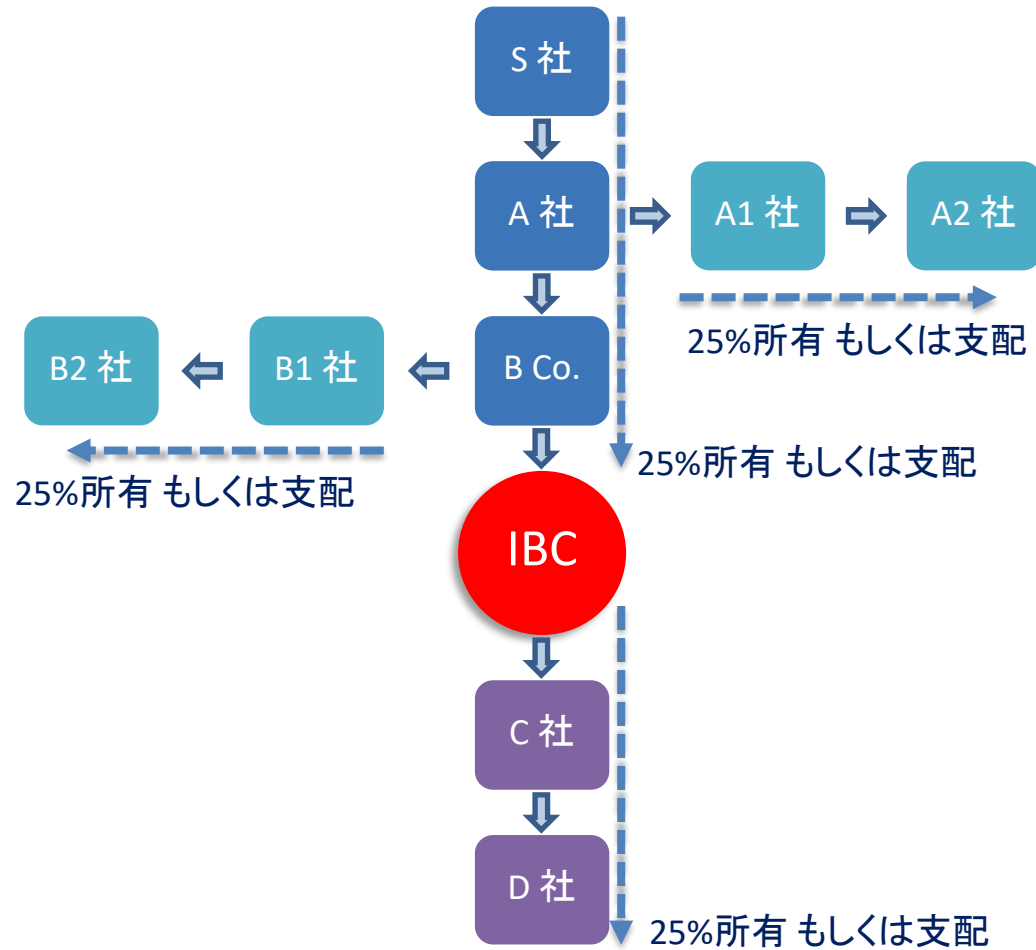 S 社
A 社
A1 社
A2 社
25%所有 もしくは支配
B2 社
B1 社
B Co.
25%所有 もしくは支配
25%所有 もしくは支配
IBC
C 社
D 社
25%所有 もしくは支配